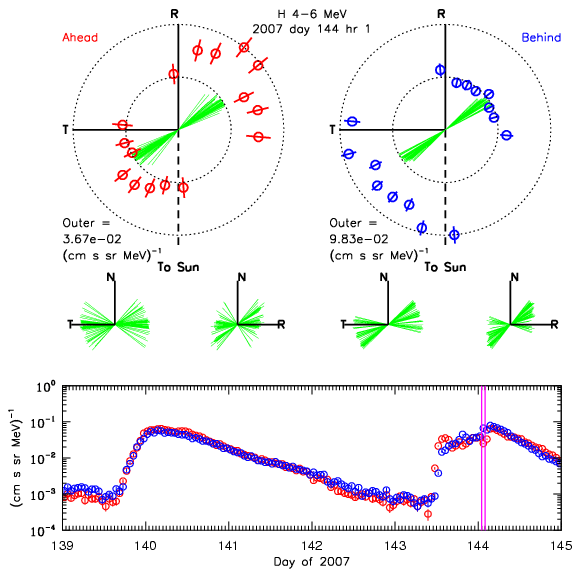 R
H 4-6 MeV
R
2007 day 144 hr 1
Ahead
Behind
T
T
Outer =
3.67e-02
(cm s sr MeV)⁻¹
Outer =
9.83e-02
(cm s sr MeV)⁻¹
To Sun
To Sun
N
N
N
N
T
R
T
R
(cm s sr MeV)⁻¹
10⁰
10⁻¹
10⁻²
10⁻³
10⁻⁴
139
140
141
142
143
144
145
Day of 2007